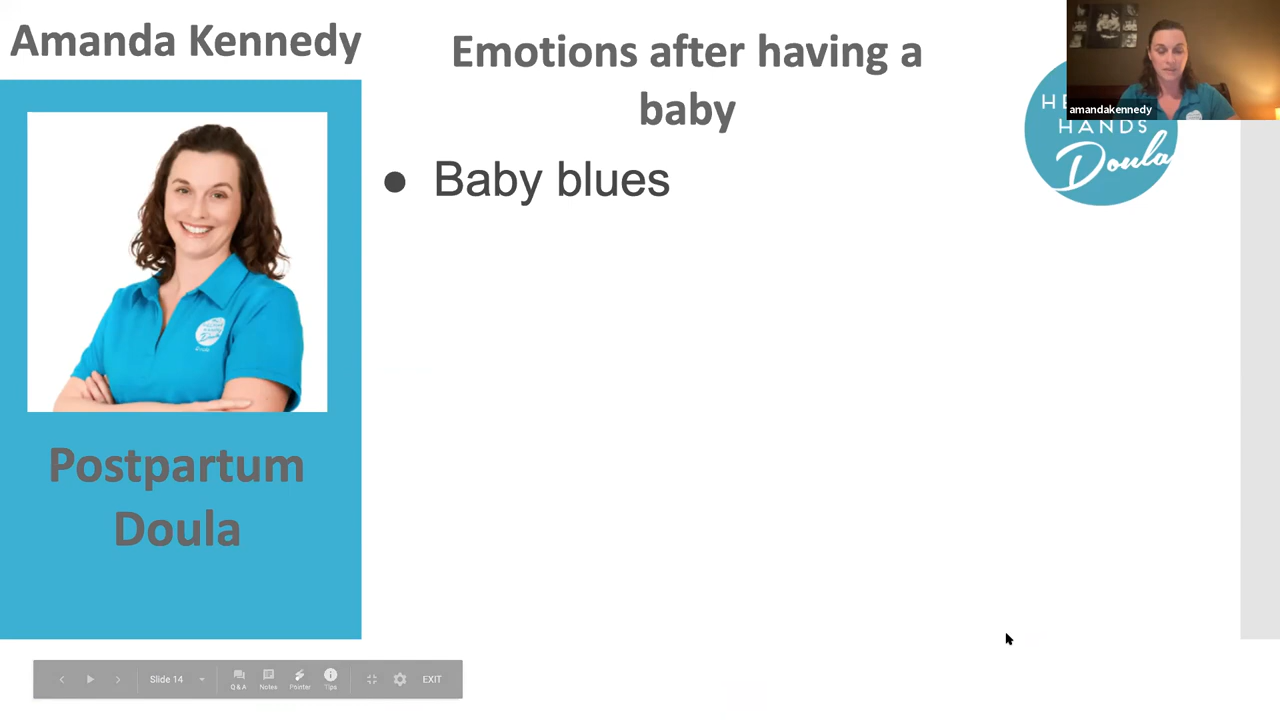 Amanda Kennedy
Emotions after having a
baby
amandakennedy
HANDS
Doula
● Baby blues
Doula
Postpartum
Doula
Slide 14
Q & A
Notes
Pointer
Tips
EXIT